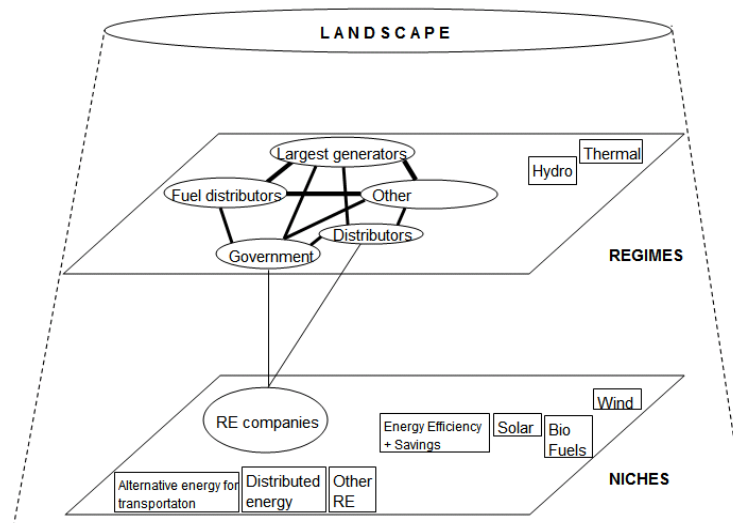 LANDSCAPE
Largest generators
Thermal
Hydro
Fuel distributors
Other
Distributors
Government
REGIMES
RE companies
Wind
Energy Efficiency
+ Savings
Solar
Bio
Fuels
Alternative energy for
transportaton
Distributed
energy
Other
RE
NICHES